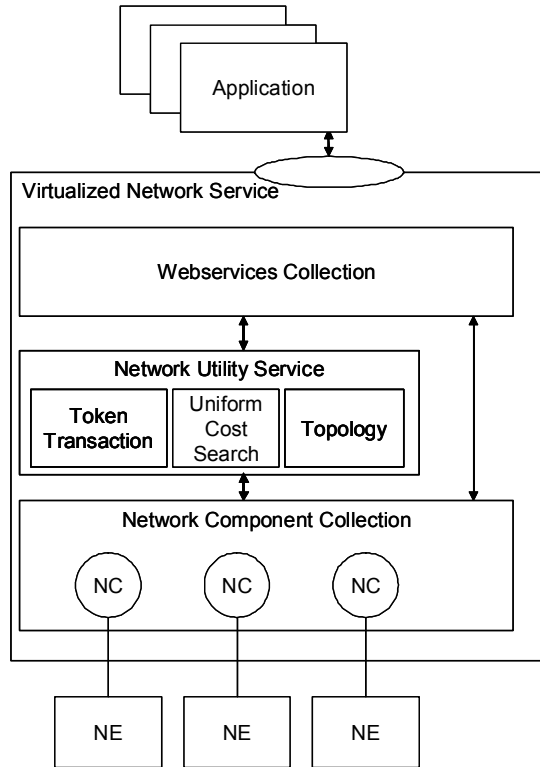 Application
Virtualized Network Service
Webservices Collection
Network Utility Service
Token
Transaction
Uniform
Cost
Search
Topology
Network Component Collection
NC
NC
NC
NE
NE
NE